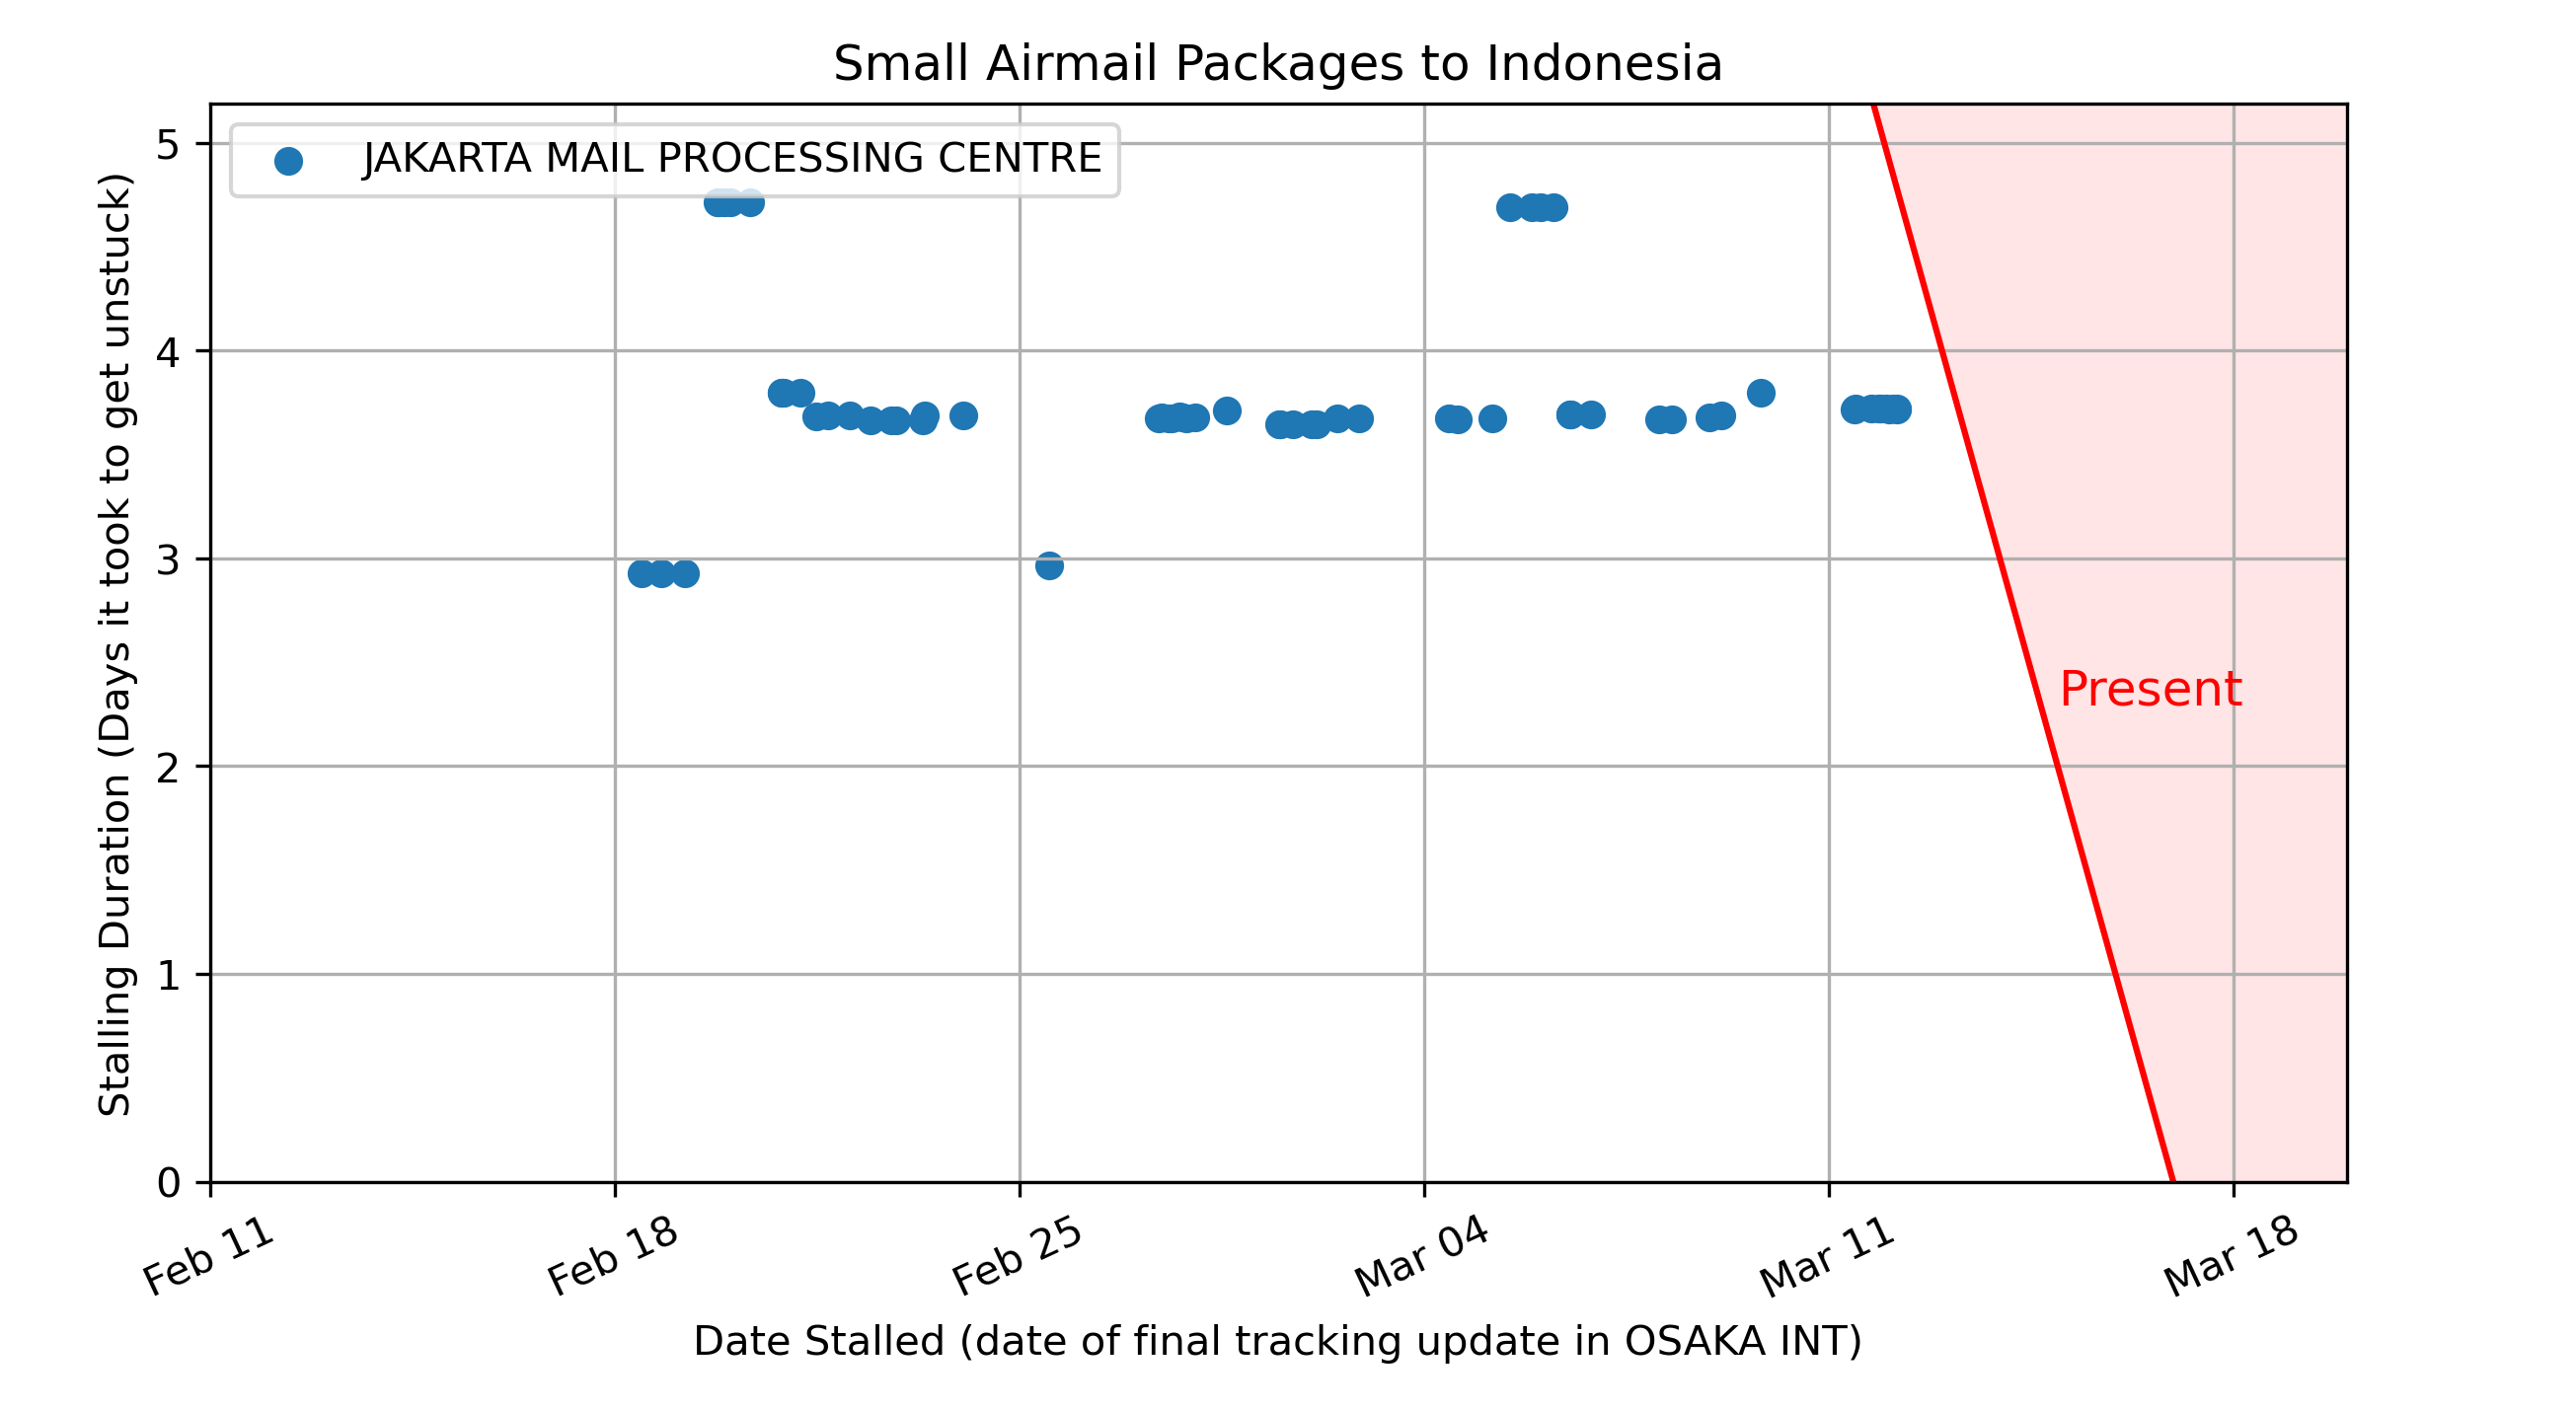 Small Airmail Packages to Indonesia
JAKARTA MAIL PROCESSING CENTRE
Stalling Duration (Days it took to get unstuck)
5
4
3
2
1
0
Present
Feb 11
Feb 18
Feb 25
Mar 04
Mar 11
Mar 18
Date Stalled (date of final tracking update in OSAKA INT)